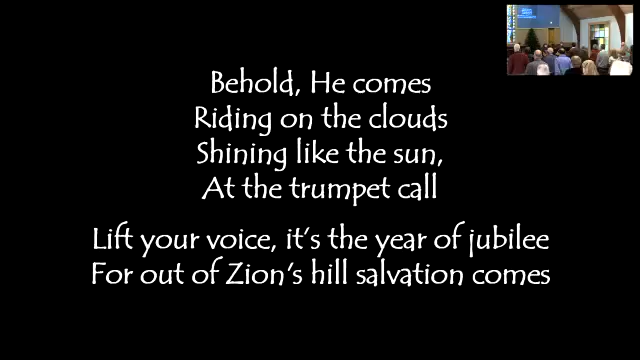 Behold, He comes
Riding on the clouds
Shining like the sun,
At the trumpet call
Lift your voice, it's the year of jubilee
For out of Zion's hill salvation comes